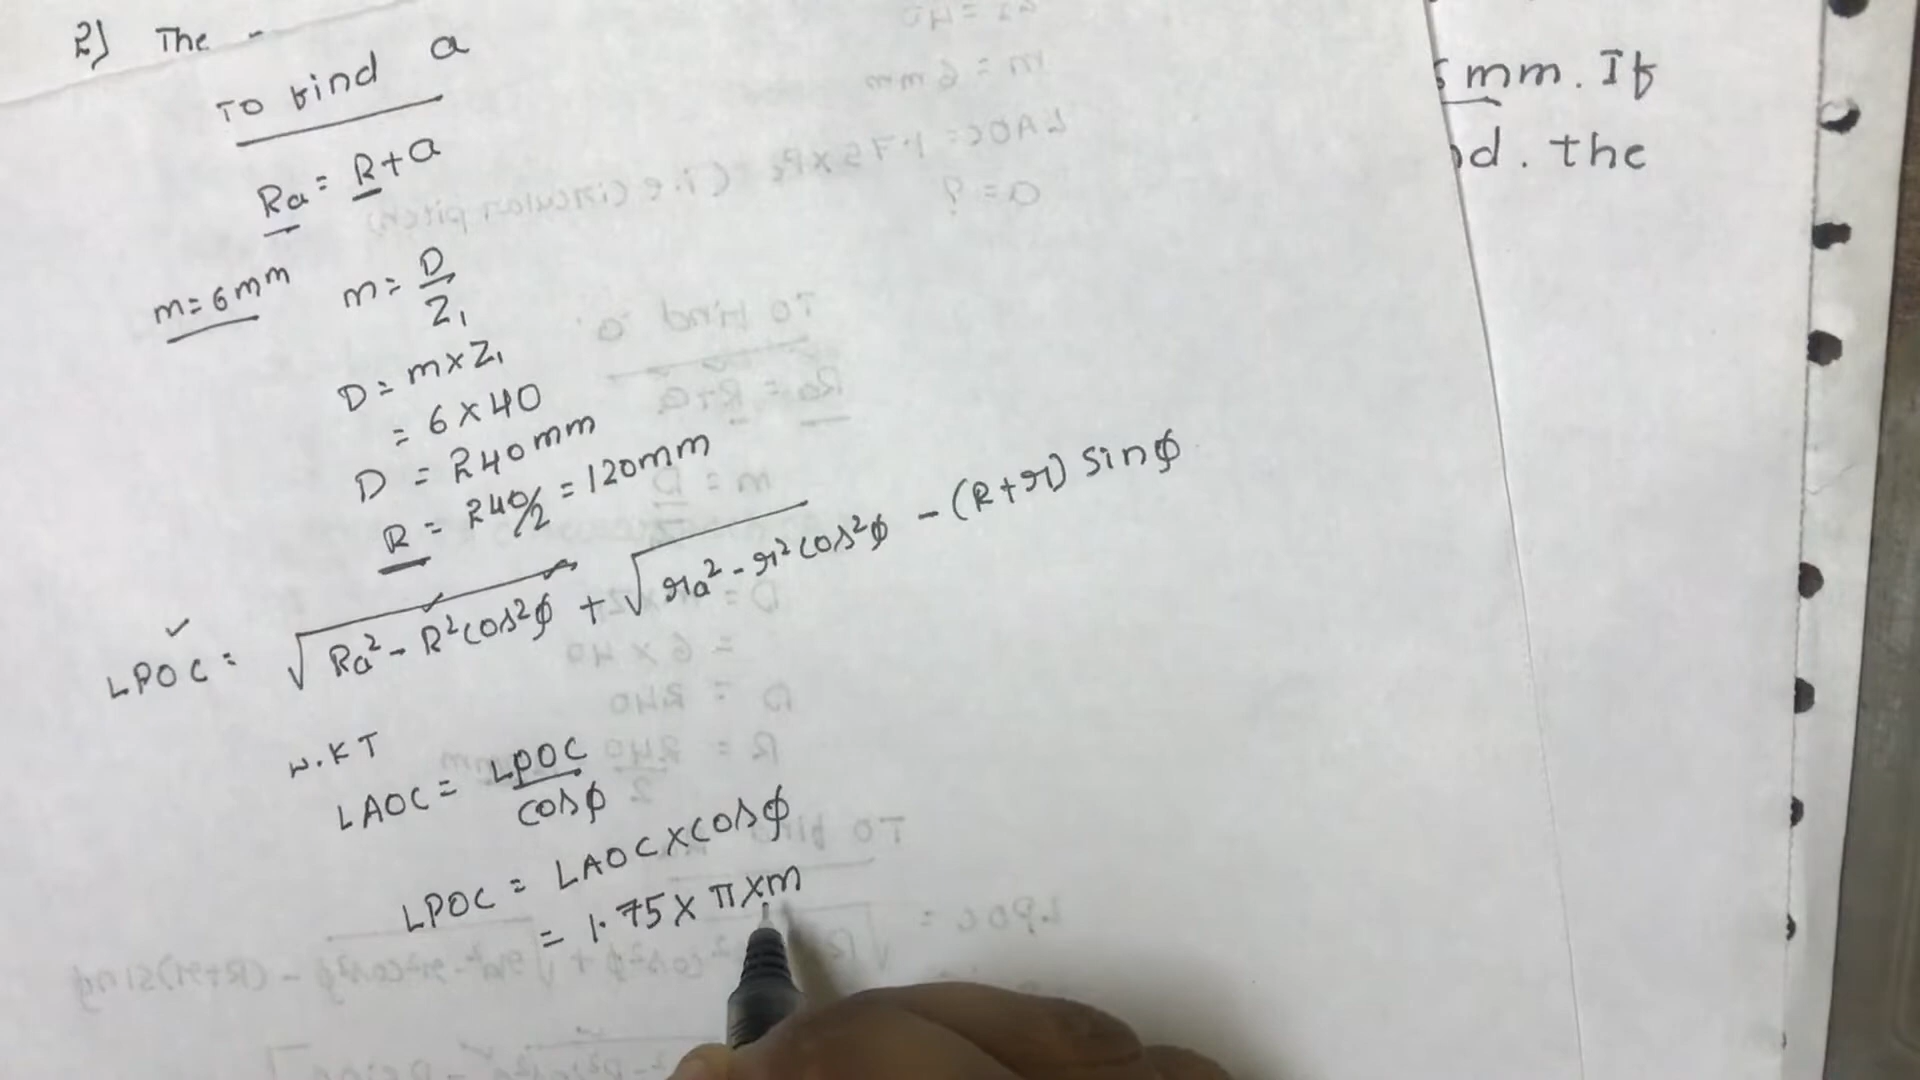 2) The -
To find a
Ra = R+a
m=6mm m= D/Z₁
D = m×Z₁
= 6×40
D = 240mm
R = 240/2 = 120mm
LPOC = √Ra²-R²cos²ϕ + √ra²-r²cos²ϕ - (R+r) sinϕ
W.KT
LAOC = LPOC/cosϕ
LPOC = LAOC×cosϕ
= 1.75×π×m
mm. If
the